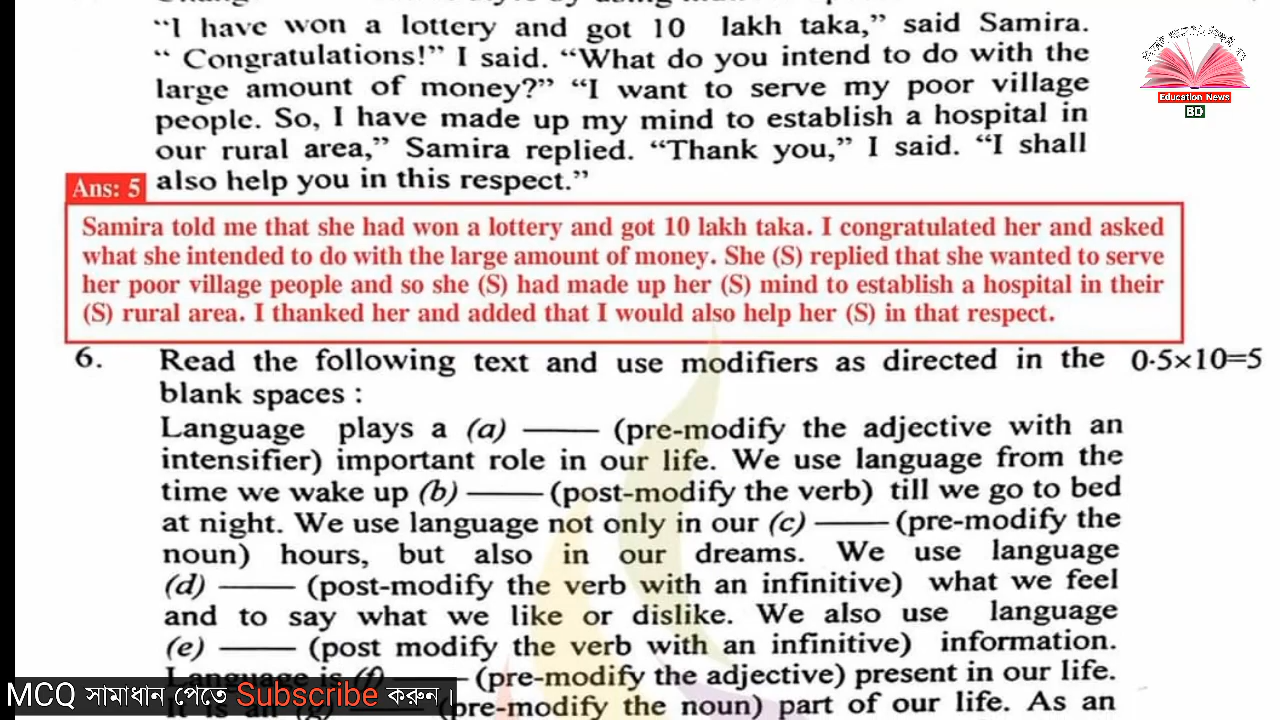 "I have won a lottery and got 10 lakh taka," said Samira.
" Congratulations!" I said. "What do you intend to do with the
large amount of money?" "I want to serve my poor village
people. So, I have made up my mind to establish a hospital in
our rural area," Samira replied. "Thank you," I said. "I shall
also help you in this respect."
Ans: 5
Samira told me that she had won a lottery and got 10 lakh taka. I congratulated her and asked
what she intended to do with the large amount of money. She (S) replied that she wanted to serve
her poor village people and so she (S) had made up her (S) mind to establish a hospital in their
(S) rural area. I thanked her and added that I would also help her (S) in that respect.
6. Read the following text and use modifiers as directed in the 0·5×10=5
blank spaces :
Language plays a (a) —— (pre-modify the adjective with an
intensifier) important role in our life. We use language from the
time we wake up (b) —— (post-modify the verb) till we go to bed
at night. We use language not only in our (c) —— (pre-modify the
noun) hours, but also in our dreams. We use language
(d) —— (post-modify the verb with an infinitive) what we feel
and to say what we like or dislike. We also use language
(e) —— (post modify the verb with an infinitive) information.
Language is (f) —— (pre-modify the adjective) present in our life.
(g) —— (pre-modify the noun) part of our life. As an
MCQ সামাধান পেতে Subscribe করুন।
Education News
BD